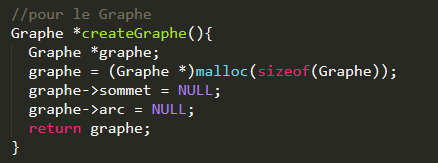 //pour le Graphe
Graphe *createGraphe(){
  Graphe *graphe;
  graphe = (Graphe *)malloc(sizeof(Graphe));
  graphe->sommet = NULL;
  graphe->arc = NULL;
  return graphe;
}